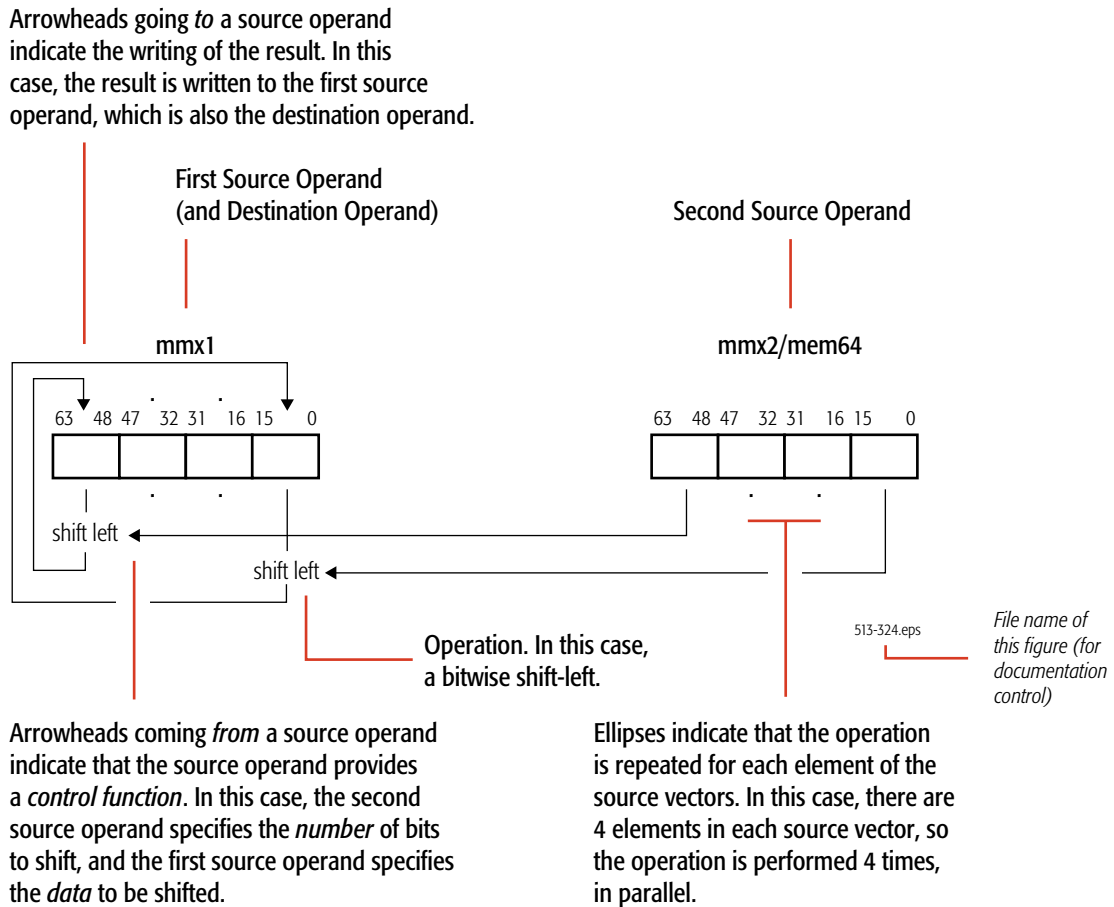 Arrowheads going to a source operand
indicate the writing of the result. In this
case, the result is written to the first source
operand, which is also the destination operand.
First Source Operand
(and Destination Operand)
Second Source Operand
mmx1
mmx2/mem64
. .
63 48 47 32 31 16 15 0
63 48 47 32 31 16 15 0
. .
. .
shift left
shift left
513-324.eps
File name of
this figure (for
documentation
control)
Operation. In this case,
a bitwise shift-left.
Arrowheads coming from a source operand
indicate that the source operand provides
a control function. In this case, the second
source operand specifies the number of bits
to shift, and the first source operand specifies
the data to be shifted.
Ellipses indicate that the operation
is repeated for each element of the
source vectors. In this case, there are
4 elements in each source vector, so
the operation is performed 4 times,
in parallel.